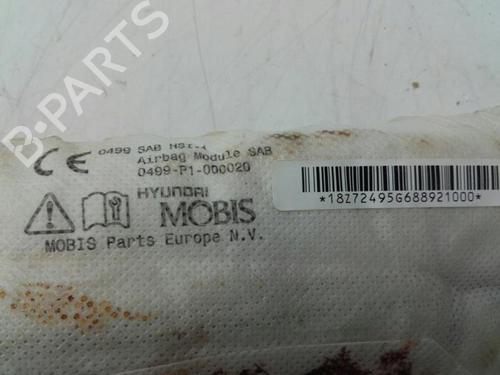 B-PARTS
CE 0499 SAB
Airbag Module SAB
0499-P1-000020
HYUNDAI
MOBIS
MOBIS Parts Europe N.V.
*18Z72495G688921000*